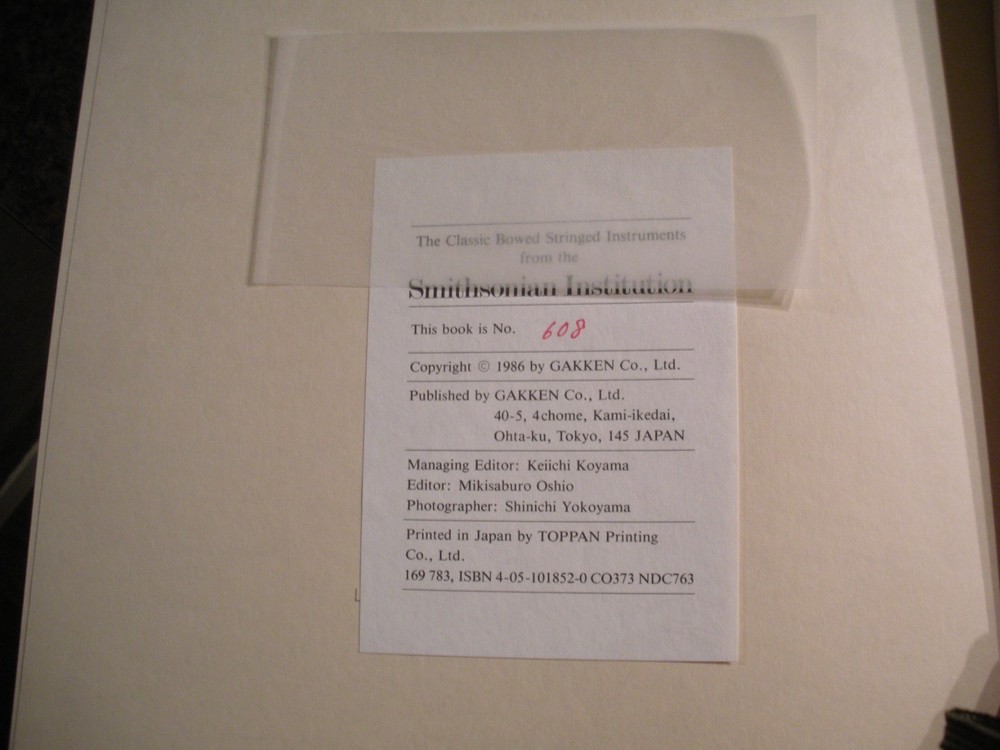 The Classic Bowed Stringed Instruments
from the
Smithsonian Institution
This book is No. 608
Copyright © 1986 by GAKKEN Co., Ltd.
Published by GAKKEN Co., Ltd.
40-5, 4chome, Kami-ikedai,
Ohta-ku, Tokyo, 145 JAPAN
Managing Editor: Keiichi Koyama
Editor: Mikisaburo Oshio
Photographer: Shinichi Yokoyama
Printed in Japan by TOPPAN Printing
Co., Ltd.
169 783, ISBN 4-05-101852-0 CO373 NDC763